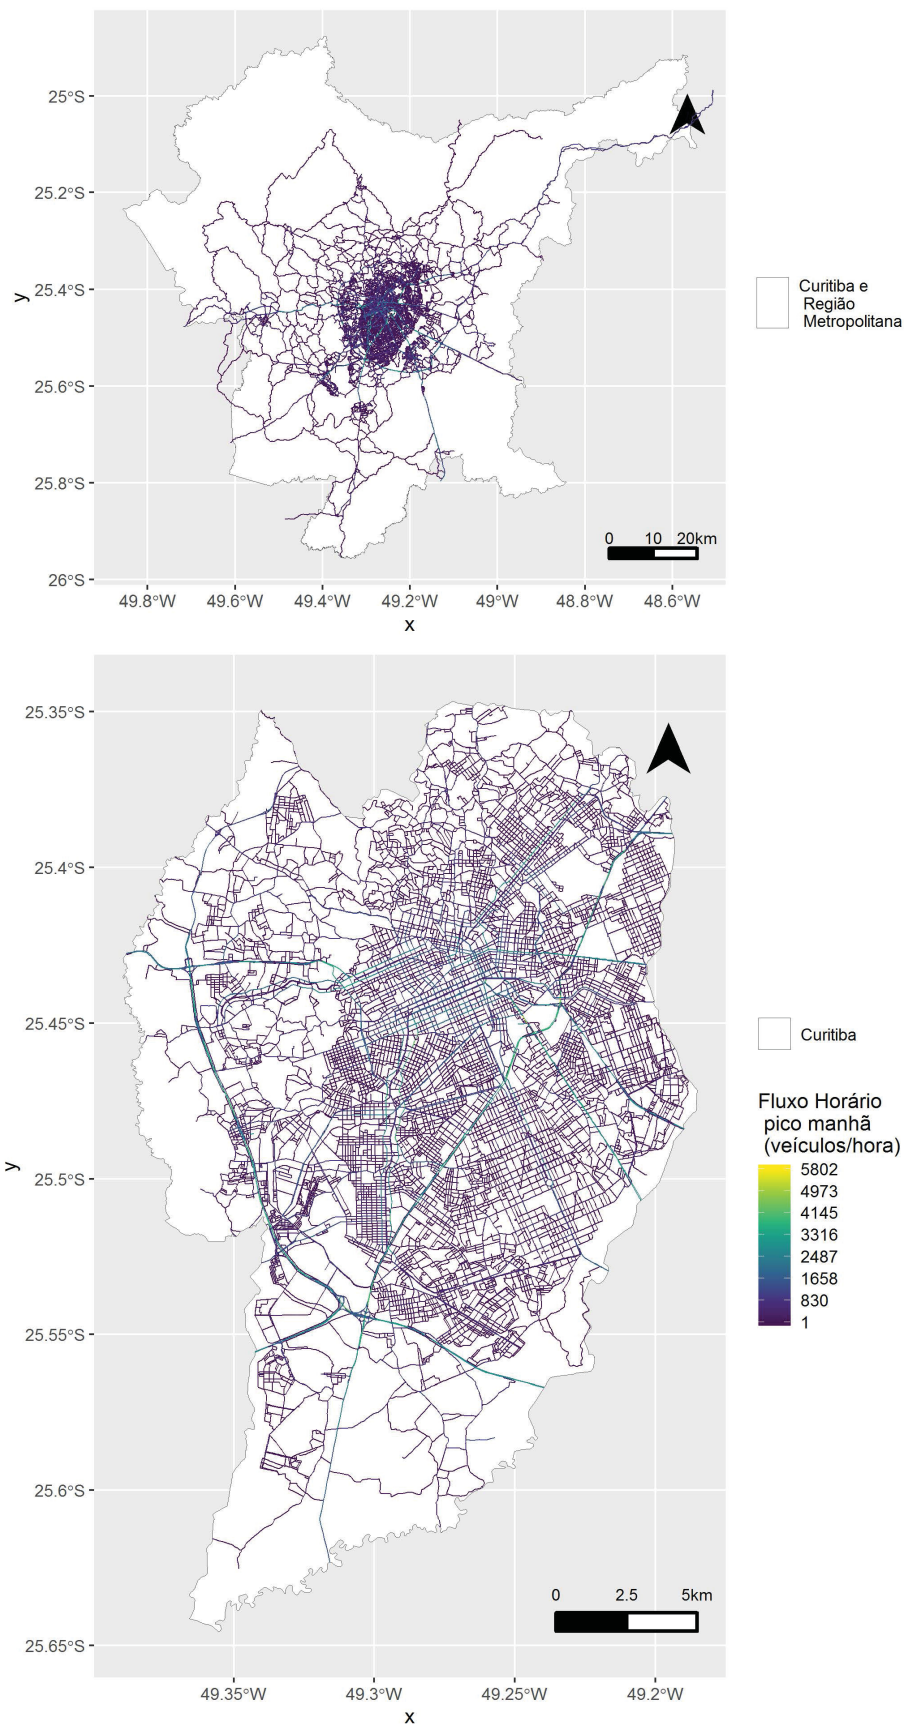 25°S
25.2°S
25.4°S
25.6°S
25.8°S
26°S
y
0 10 20km
49.8°W 49.6°W 49.4°W 49.2°W 49°W 48.8°W 48.6°W
x
Curitiba e
Região
Metropolitana
25.35°S
25.4°S
25.45°S
25.5°S
25.55°S
25.6°S
25.65°S
y
0 2.5 5km
49.35°W 49.3°W 49.25°W 49.2°W
x
Curitiba
Fluxo Horário
pico manhã
(veículos/hora)
5802
4973
4145
3316
2487
1658
830
1